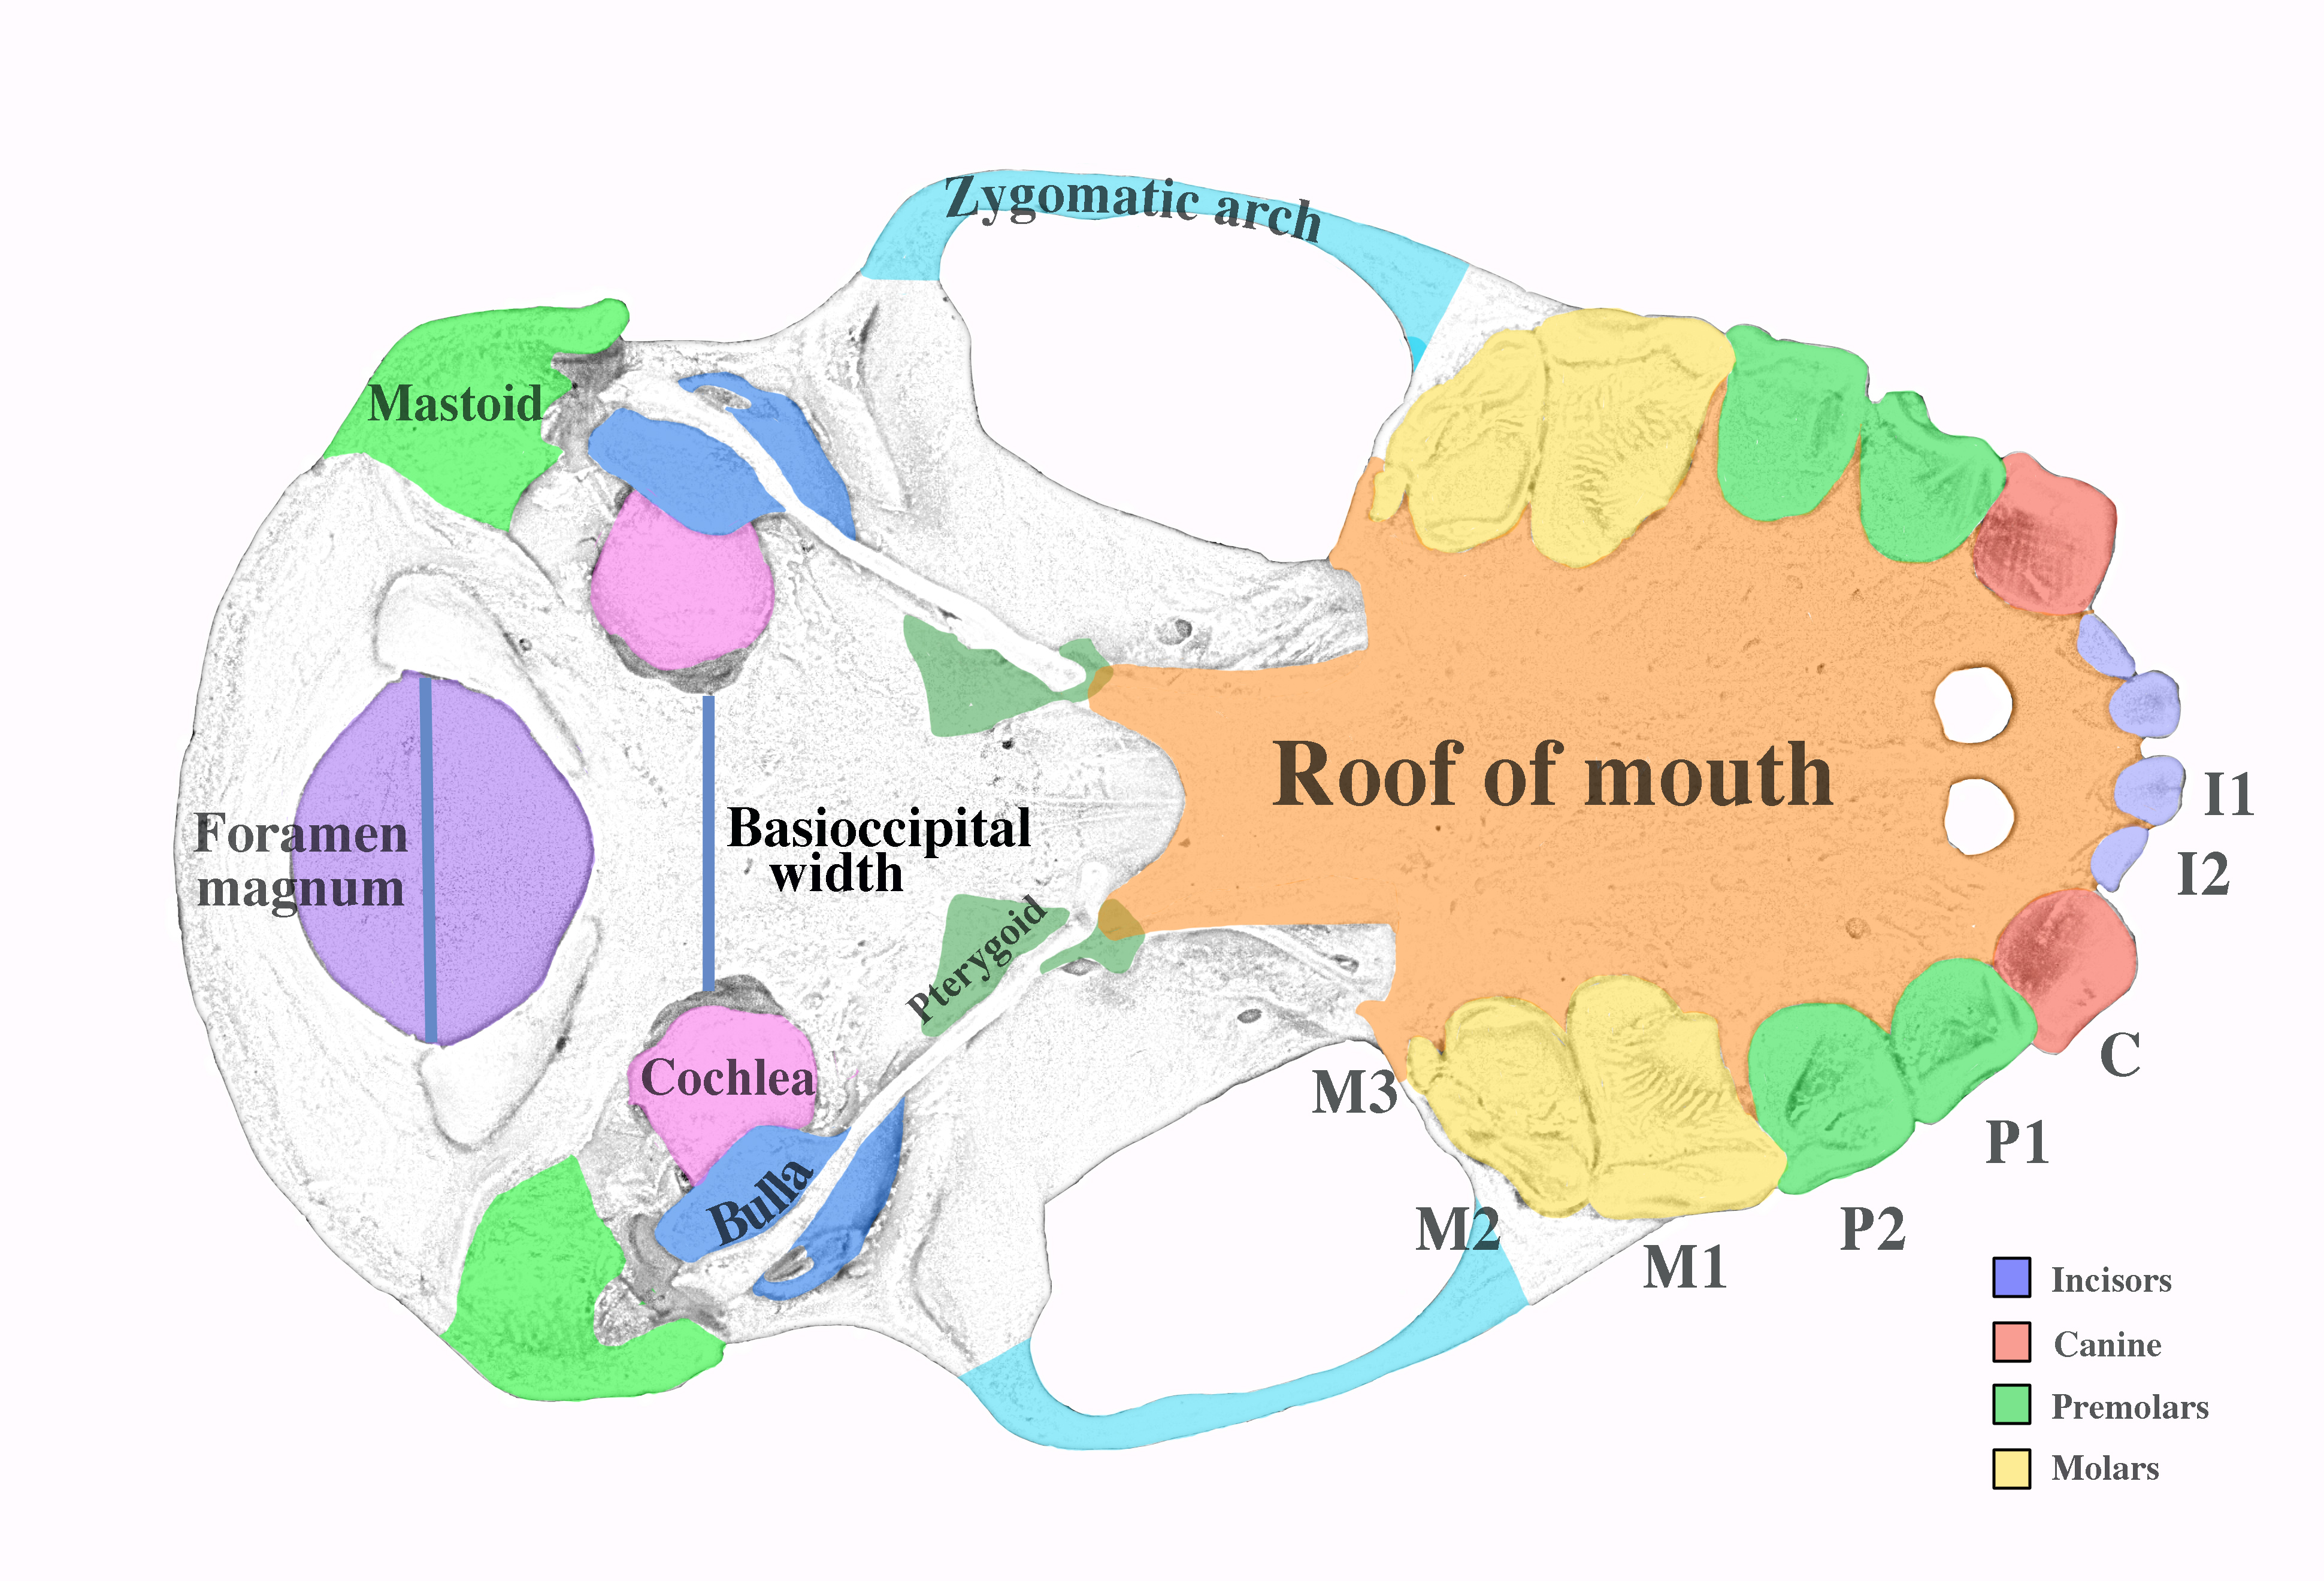 Zygomatic arch
Mastoid
Roof of mouth
Foramen
magnum
Basioccipital
width
Pterygoid
Cochlea
Bulla
I1
I2
C
P1
P2
M1
M2
M3
Incisors
Canine
Premolars
Molars